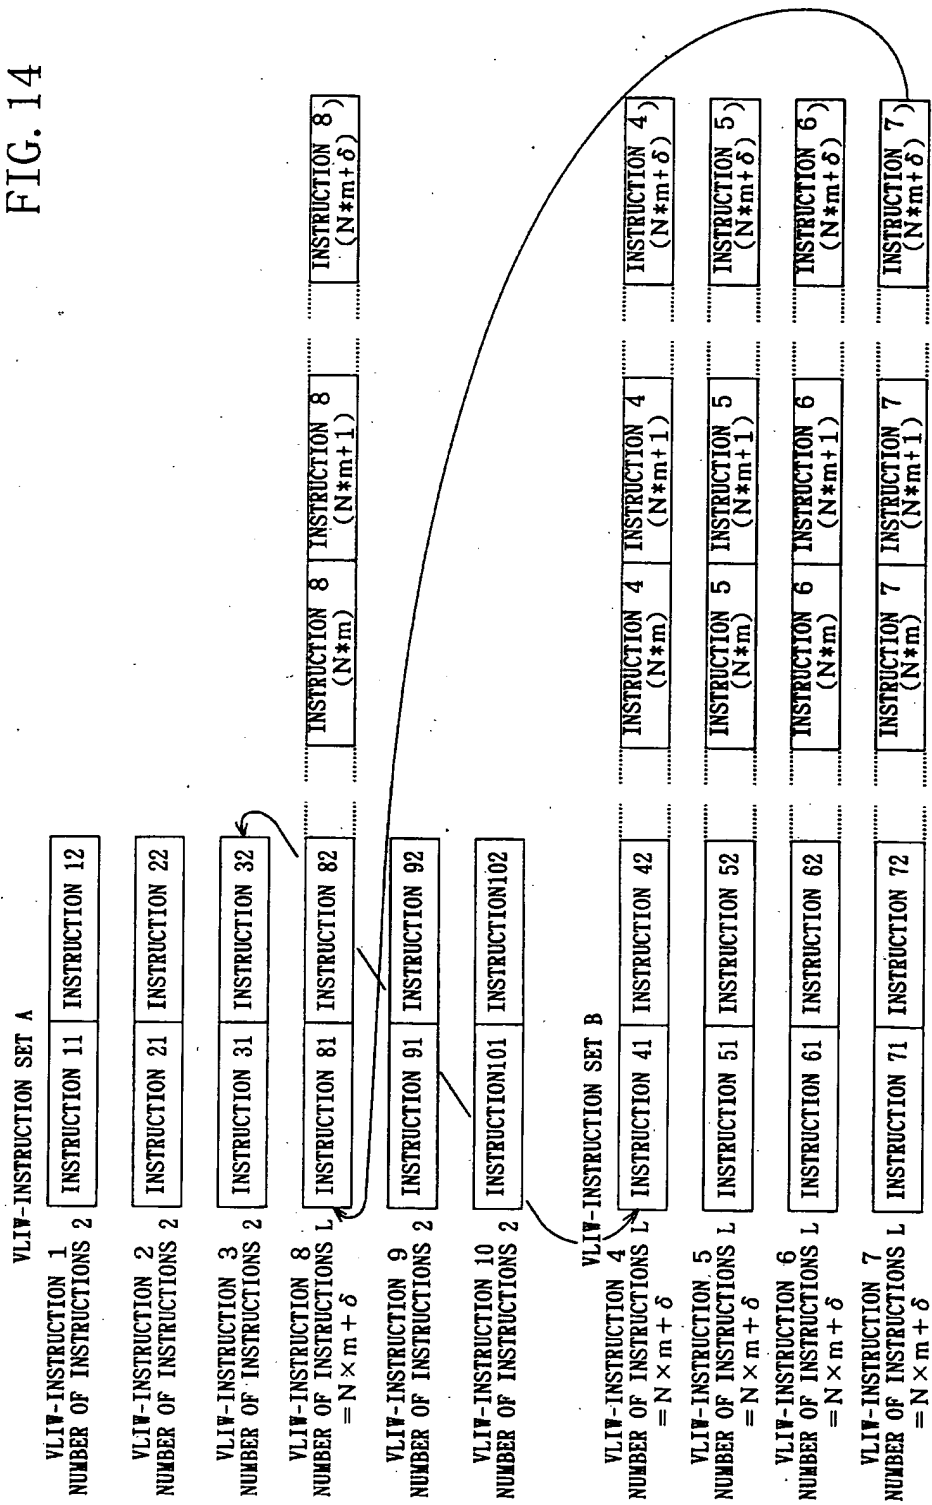 FIG. 14
VLIW-INSTRUCTION SET A
VLIW-INSTRUCTION 1
NUMBER OF INSTRUCTIONS 2
INSTRUCTION 11
INSTRUCTION 12
VLIW-INSTRUCTION 2
NUMBER OF INSTRUCTIONS 2
INSTRUCTION 21
INSTRUCTION 22
VLIW-INSTRUCTION 3
NUMBER OF INSTRUCTIONS 2
INSTRUCTION 31
INSTRUCTION 32
VLIW-INSTRUCTION 8
NUMBER OF INSTRUCTIONS L
=N×m+δ
INSTRUCTION 81
INSTRUCTION 82
INSTRUCTION 8
(N*m)
INSTRUCTION 8
(N*m+1)
INSTRUCTION 8
(N*m+δ)
VLIW-INSTRUCTION 9
NUMBER OF INSTRUCTIONS 2
INSTRUCTION 91
INSTRUCTION 92
VLIW-INSTRUCTION 10
NUMBER OF INSTRUCTIONS 2
INSTRUCTION101
INSTRUCTION102
VLIW-INSTRUCTION SET B
VLIW-INSTRUCTION 4
NUMBER OF INSTRUCTIONS L
=N×m+δ
INSTRUCTION 41
INSTRUCTION 42
INSTRUCTION 4
(N*m)
INSTRUCTION 4
(N*m+1)
INSTRUCTION 4
(N*m+δ)
VLIW-INSTRUCTION 5
NUMBER OF INSTRUCTIONS L
=N×m+δ
INSTRUCTION 51
INSTRUCTION 52
INSTRUCTION 5
(N*m)
INSTRUCTION 5
(N*m+1)
INSTRUCTION 5
(N*m+δ)
VLIW-INSTRUCTION 6
NUMBER OF INSTRUCTIONS L
=N×m+δ
INSTRUCTION 61
INSTRUCTION 62
INSTRUCTION 6
(N*m)
INSTRUCTION 6
(N*m+1)
INSTRUCTION 6
(N*m+δ)
VLIW-INSTRUCTION 7
NUMBER OF INSTRUCTIONS L
=N×m+δ
INSTRUCTION 71
INSTRUCTION 72
INSTRUCTION 7
(N*m)
INSTRUCTION 7
(N*m+1)
INSTRUCTION 7
(N*m+δ)